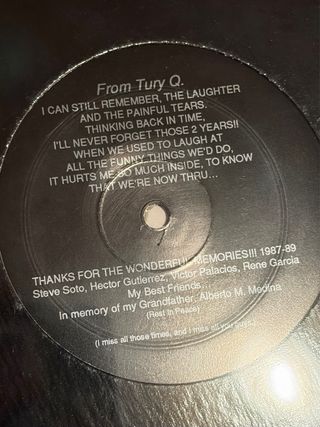 From Tury Q.
I CAN STILL REMEMBER, THE LAUGHTER
AND THE PAINFUL TEARS.
THINKING BACK IN TIME,
I'LL NEVER FORGET THOSE 2 YEARS!!
WHEN WE USED TO LAUGH AT
ALL THE FUNNY THINGS WE'D DO,
IT HURTS ME SO MUCH INSIDE, TO KNOW
THAT WE'RE NOW THRU...
THANKS FOR THE WONDERFUL MEMORIES!!! 1987-89
Steve Soto, Hector Gutierrez, Victor Palacios, Rene Garcia
My Best Friends
In memory of my Grandfather, Alberto M. Medina
(Rest In Peace)
(I miss all those times, and I miss all you guys)